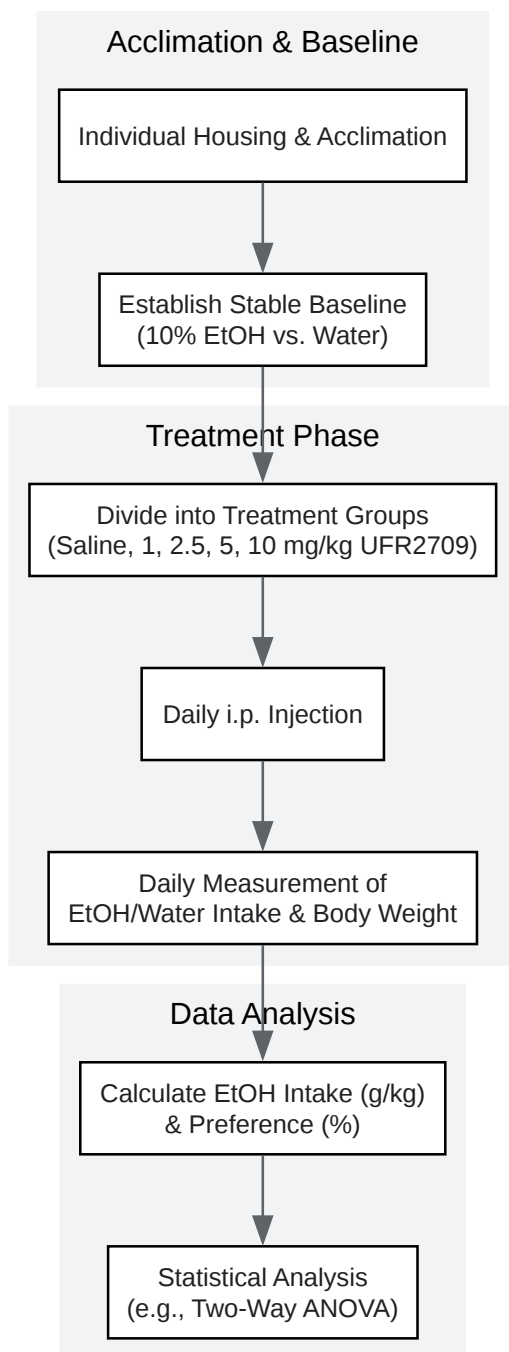 Acclimation & Baseline
Individual Housing & Acclimation
Establish Stable Baseline
(10% EtOH vs. Water)
Treatment Phase
Divide into Treatment Groups
(Saline, 1, 2.5, 5, 10 mg/kg UFR2709)
Daily i.p. Injection
Daily Measurement of
EtOH/Water Intake & Body Weight
Data Analysis
Calculate EtOH Intake (g/kg)
& Preference (%)
Statistical Analysis
(e.g., Two-Way ANOVA)